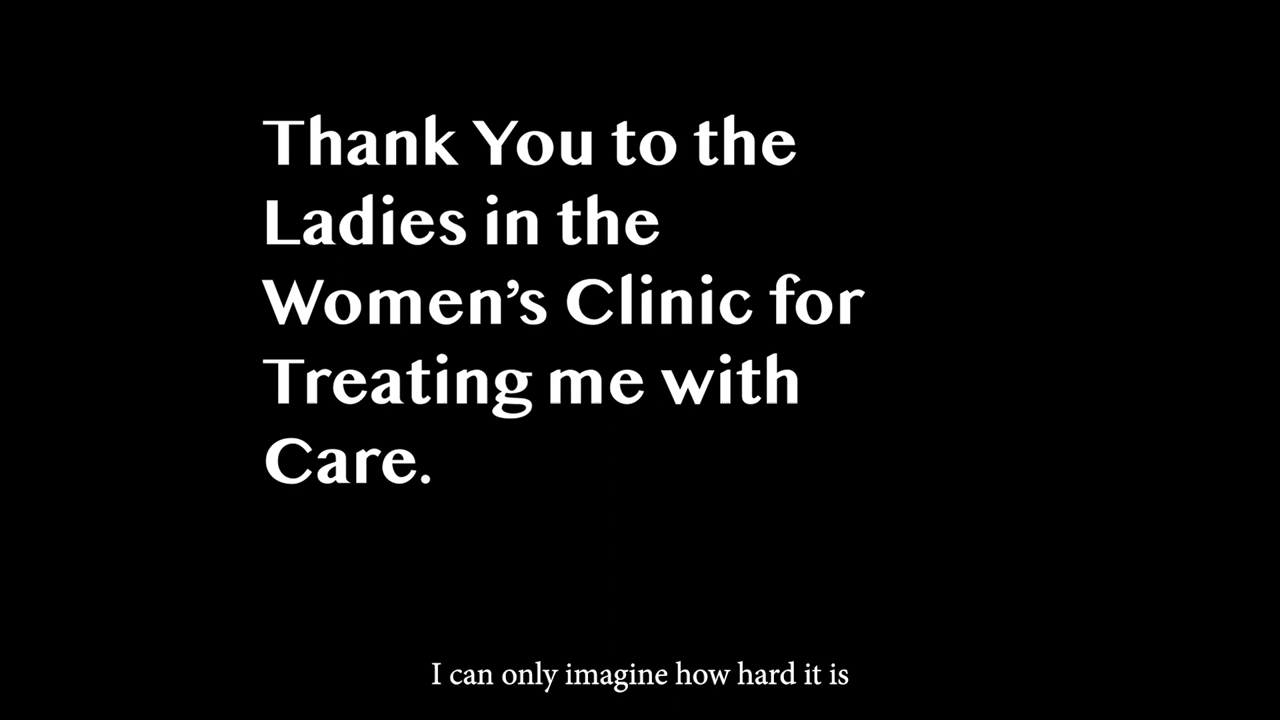 Thank You to the
Ladies in the
Women’s Clinic for
Treating me with
Care.
I can only imagine how hard it is